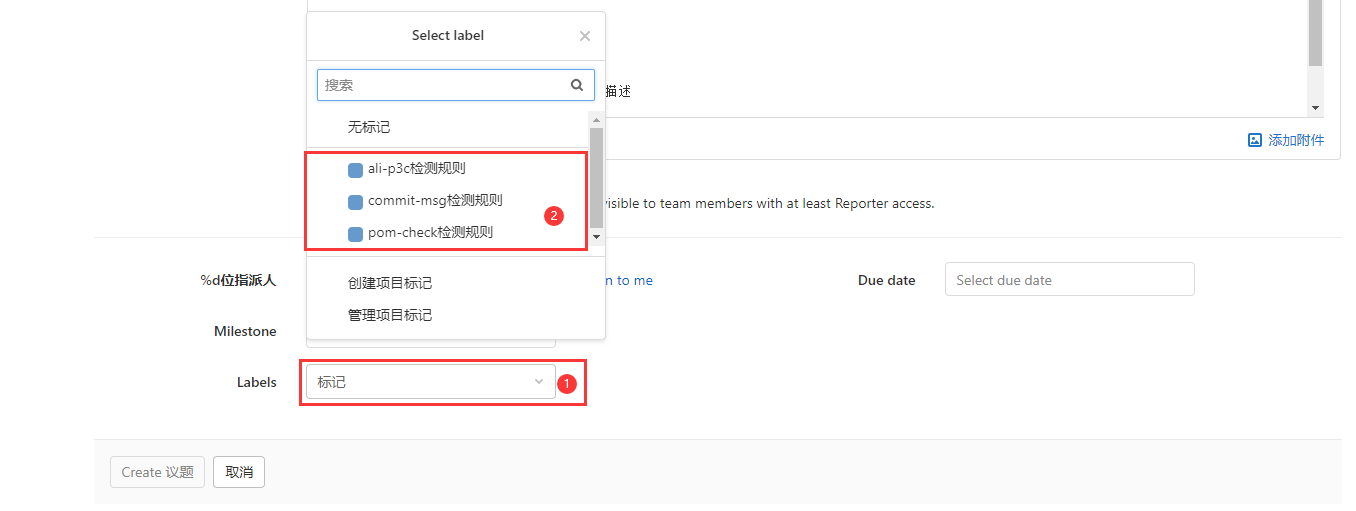 Select label
搜索
描述
无标记
添加附件
ali-p3c检测规则
commit-msg检测规则
2
visible to team members with at least Reporter access.
pom-check检测规则
%d位指派人
n to me
Due date
Select due date
创建项目标记
管理项目标记
Milestone
Labels
标记
1
Create 议题
取消